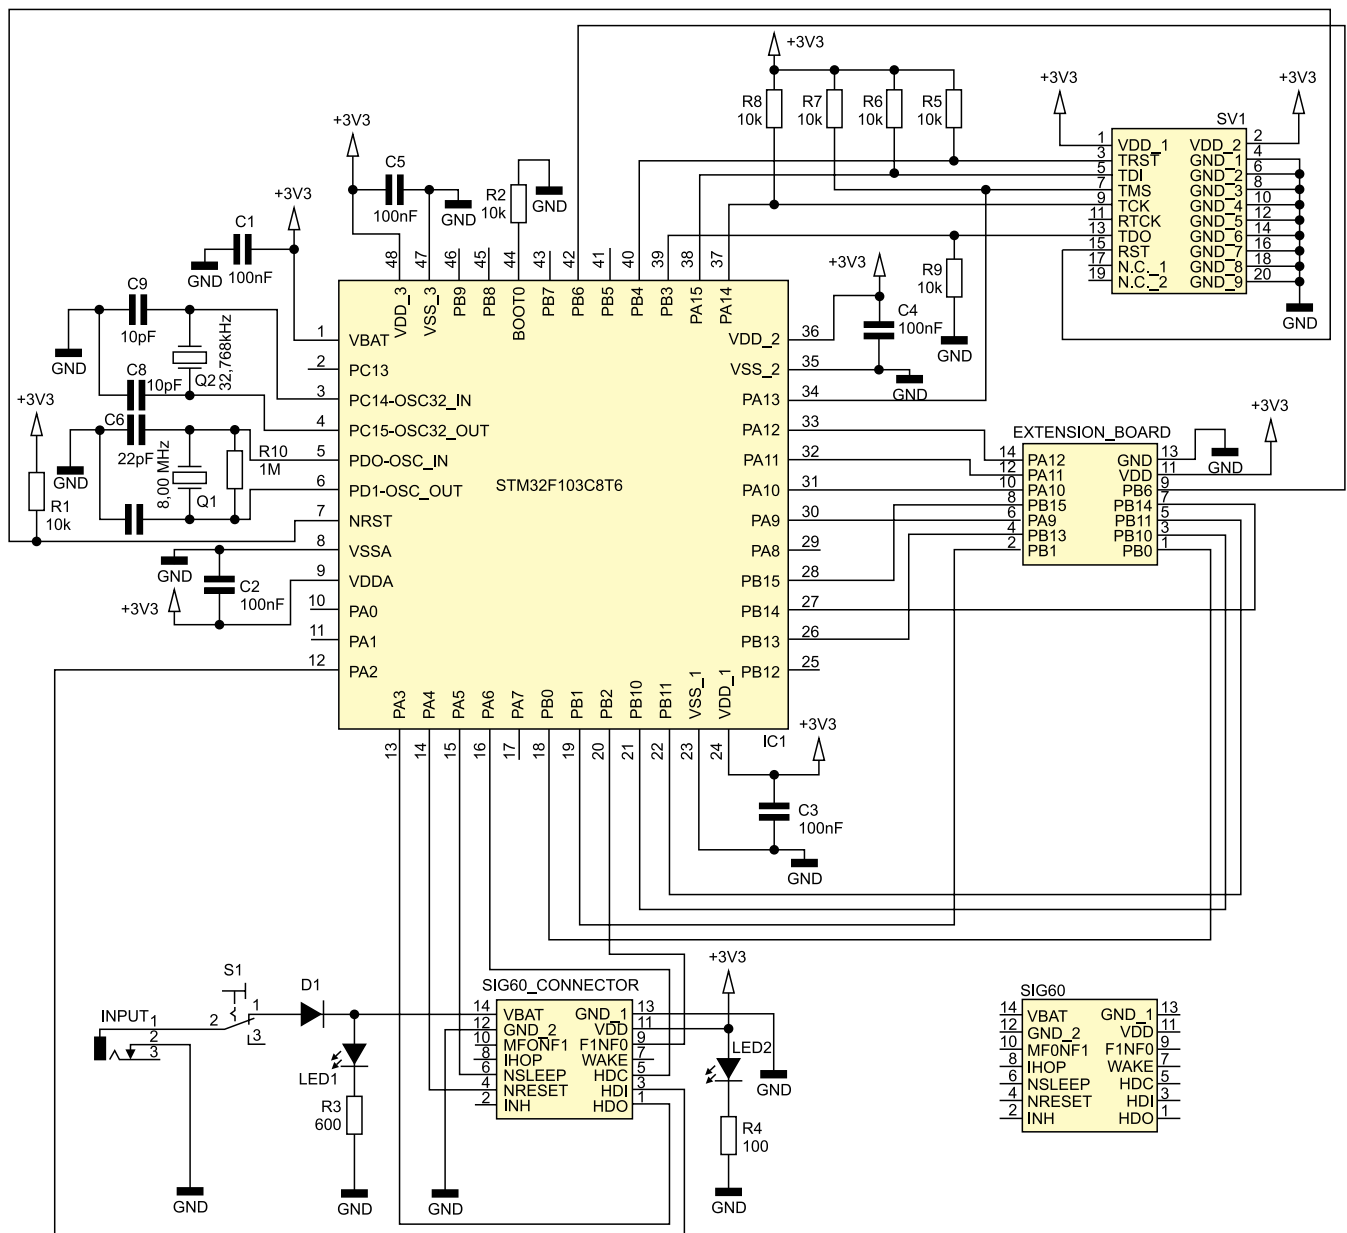 +3V3
R8
10k
R7
10k
R6
10k
R5
10k
+3V3
+3V3
SV1
1 VDD_1
3 TRST
5 TDI
7 TMS
9 TCK
11 RTCK
13 TDO
15 RST
17 N.C._1
19 N.C._2
VDD_2 2
GND_1 4
GND_2 6
GND_3 8
GND_4 10
GND_5 12
GND_6 14
GND_7 16
GND_8 18
GND_9 20
GND
+3V3
C5
100nF
GND
R2
10k
GND
+3V3
C1
GND
100nF
C9
10pF
GND
Q2
32,768kHz
C8
10pF
+3V3
C6
22pF
GND
8,00 MHz
Q1
R10
1M
R1
10k
GND
C2
100nF
+3V3
48 VDD_3
47 VSS_3
46 PB9
45 PB8
44 BOOT0
43 PB7
42 PB6
41 PB5
40 PB4
39 PB3
38 PA15
37 PA14
1 VBAT
2 PC13
3 PC14-OSC32_IN
4 PC15-OSC32_OUT
5 PDO-OSC_IN
6 PD1-OSC_OUT
7 NRST
8 VSSA
9 VDDA
10 PA0
11 PA1
12 PA2
STM32F103C8T6
VDD_2 36
VSS_2 35
PA13 34
PA12 33
PA11 32
PA10 31
PA9 30
PA8 29
PB15 28
PB14 27
PB13 26
PB12 25
PA3 13
PA4 14
PA5 15
PA6 16
PA7 17
PB0 18
PB1 19
PB2 20
PB10 21
PB11 22
VSS_1 23
VDD_1 24
IC1
+3V3
C4
100nF
GND
R9
10k
GND
+3V3
C3
100nF
GND
EXTENSION_BOARD
14 PA12
12 PA11
10 PA10
8 PB15
6 PA9
4 PB13
2 PB1
GND 13
VDD 11
PB6 9
PB14 7
PB11 5
PB10 3
PB0 1
GND
+3V3
INPUT
1
2
3
GND
S1
2
1
3
D1
LED1
R3
600
GND
GND
SIG60_CONNECTOR
14 VBAT
12 GND_2
10 MFONF1
8 IHOP
6 NSLEEP
4 NRESET
2 INH
GND_1 13
VDD 11
F1NF0 9
WAKE 7
HDC 5
HDI 3
HDO 1
+3V3
LED2
GND
R4
100
GND
SIG60
14 VBAT
12 GND_2
10 MF0NF1
8 IHOP
6 NSLEEP
4 NRESET
2 INH
GND_1 13
VDD 11
F1NF0 9
WAKE 7
HDC 5
HDI 3
HDO 1